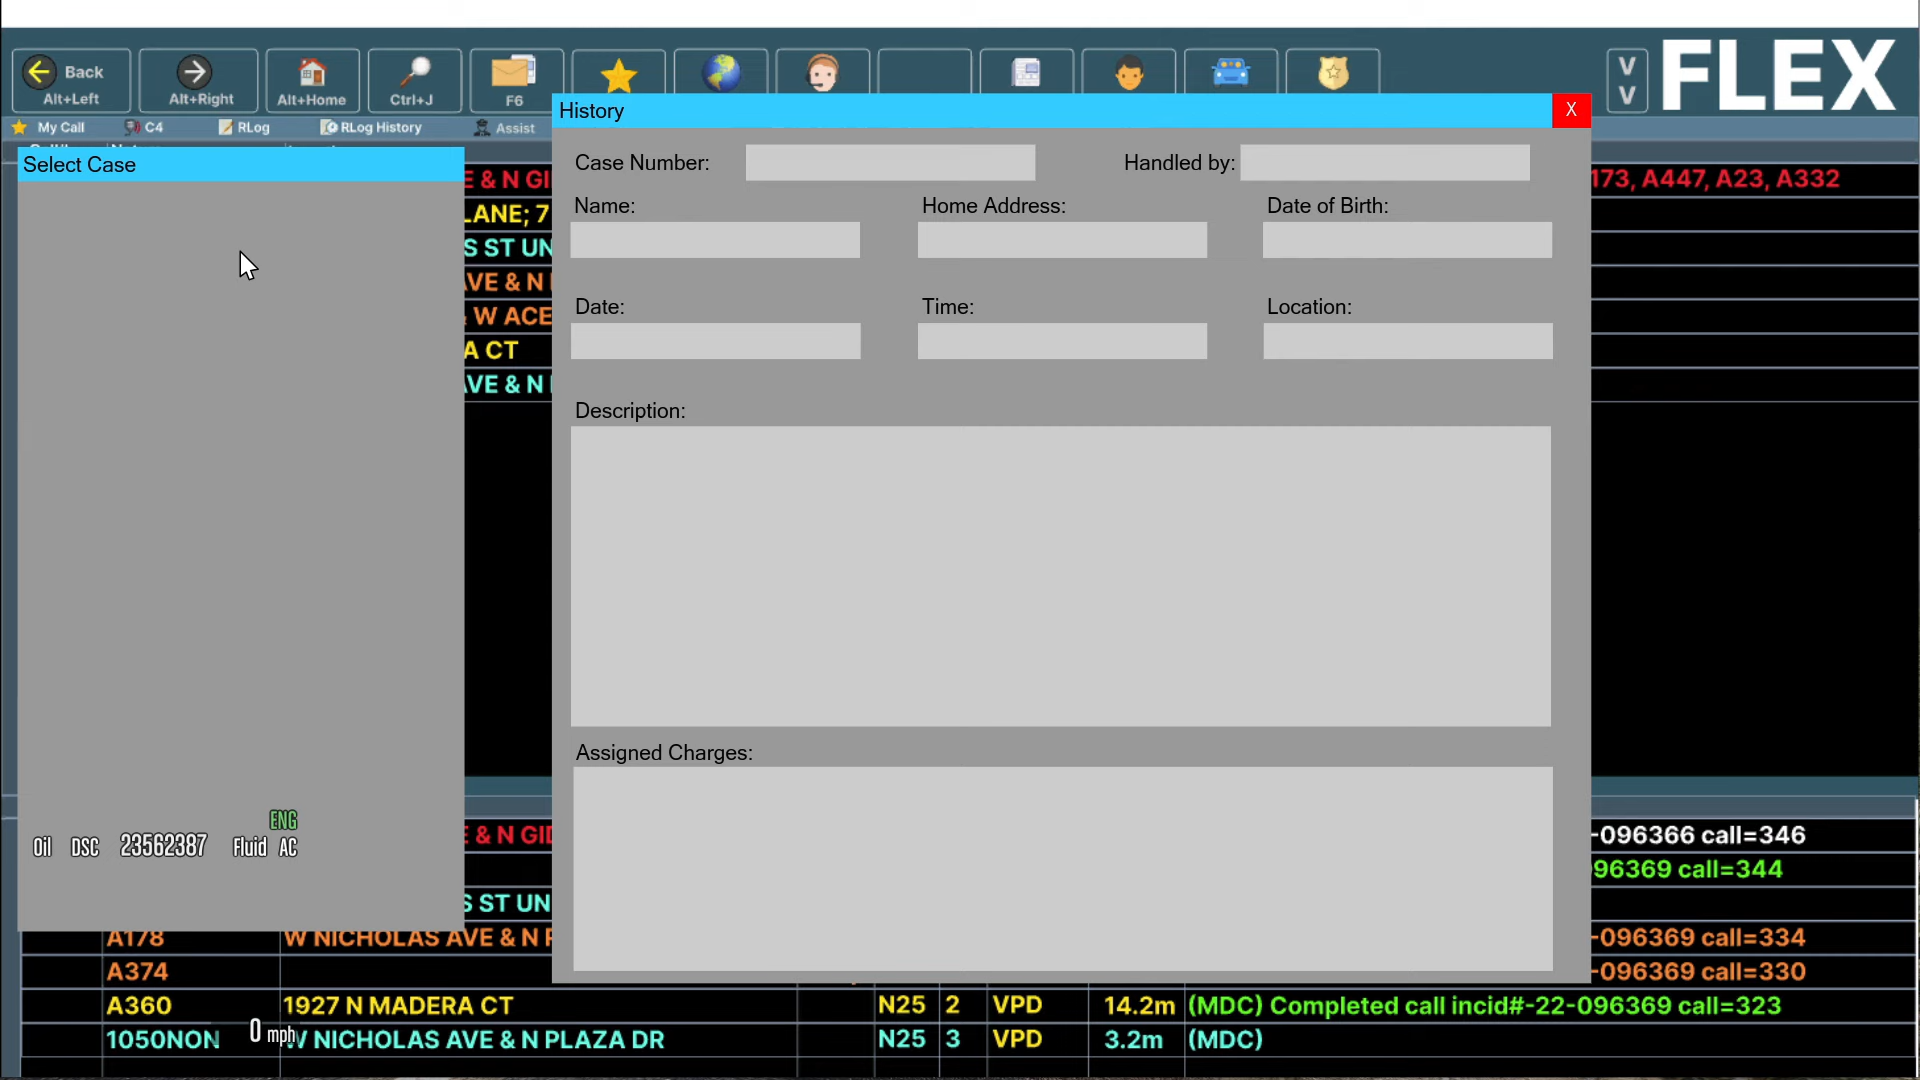 Back
Alt+Left
Alt+Right
Alt+Home
Ctrl+J
F6
V
V
FLEX
My Call
C4
RLog
RLog History
Assist
History
X
Case Number:
Handled by:
Name:
Home Address:
Date of Birth:
Date:
Time:
Location:
Description:
Assigned Charges:
Select Case
E & N GI
173, A447, A23, A332
LANE; 7
S ST UN
AVE & N
& W ACE
A CT
AVE & N
ENG
Oil DSC 23562387 Fluid AC
E & N GID
-096366 call=346
96369 call=344
S ST UN
A178 W NICHOLAS AVE & N P
-096369 call=334
A374
-096369 call=330
A360 1927 N MADERA CT N25 2 VPD 14.2m (MDC) Completed call incid#-22-096369 call=323
0 mph
1050NON W NICHOLAS AVE & N PLAZA DR N25 3 VPD 3.2m (MDC)